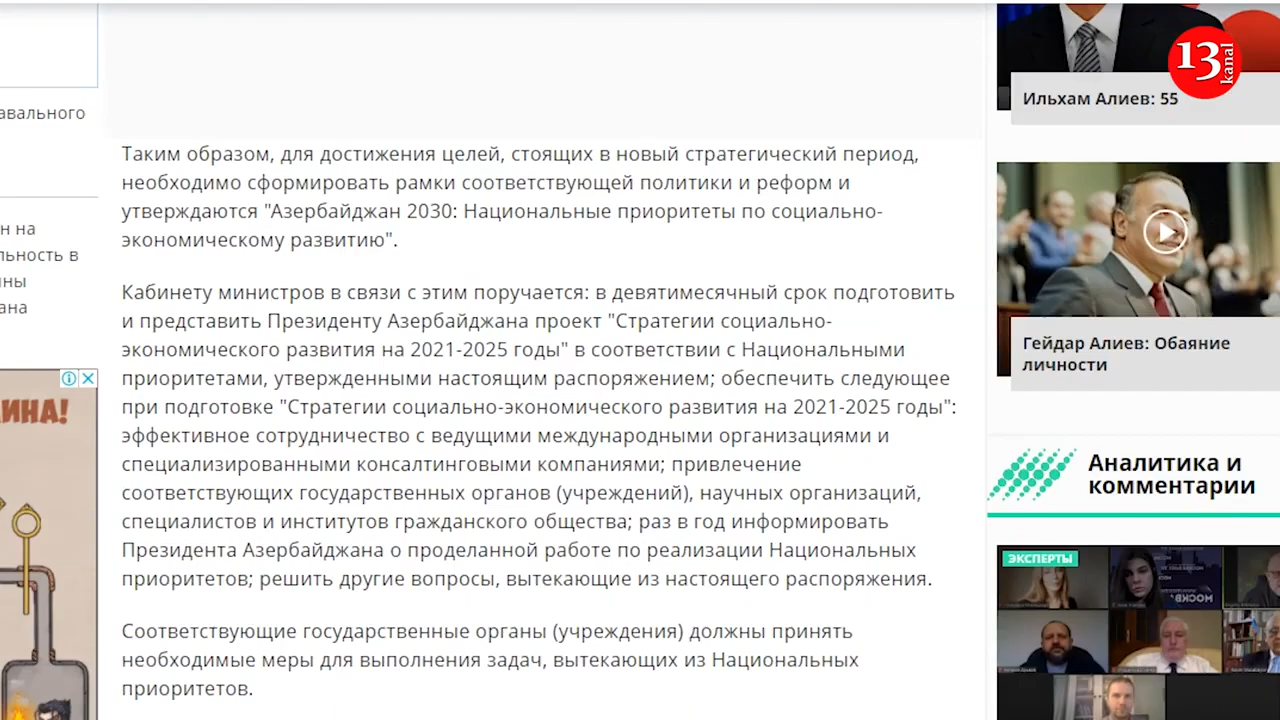 авального
н на
льность в
ны
ана
ИНА!
Таким образом, для достижения целей, стоящих в новый стратегический период,
необходимо сформировать рамки соответствующей политики и реформ и
утверждаются "Азербайджан 2030: Национальные приоритеты по социально-
экономическому развитию".
Кабинету министров в связи с этим поручается: в девятимесячный срок подготовить
и представить Президенту Азербайджана проект "Стратегии социально-
экономического развития на 2021-2025 годы" в соответствии с Национальными
приоритетами, утвержденными настоящим распоряжением; обеспечить следующее
при подготовке "Стратегии социально-экономического развития на 2021-2025 годы":
эффективное сотрудничество с ведущими международными организациями и
специализированными консалтинговыми компаниями; привлечение
соответствующих государственных органов (учреждений), научных организаций,
специалистов и институтов гражданского общества; раз в год информировать
Президента Азербайджана о проделанной работе по реализации Национальных
приоритетов; решить другие вопросы, вытекающие из настоящего распоряжения.
Соответствующие государственные органы (учреждения) должны принять
необходимые меры для выполнения задач, вытекающих из Национальных
приоритетов.
13 kanal
Ильхам Алиев: 55
Гейдар Алиев: Обаяние
личности
Аналитика и
комментарии
ЭКСПЕРТЫ